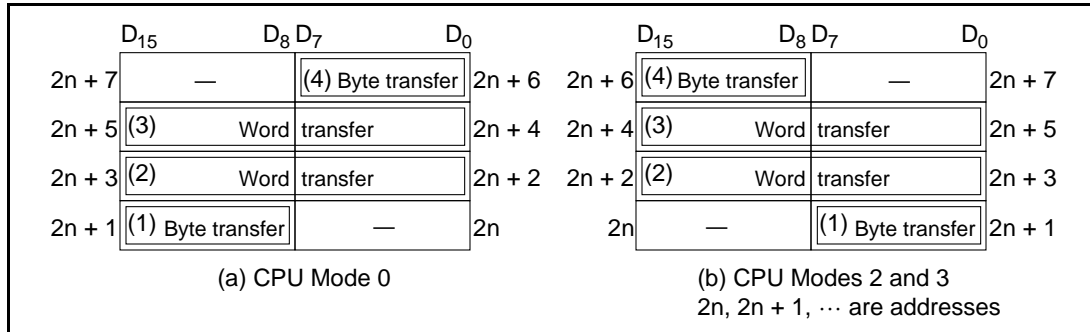 D15 D8 D7 D0 D15 D8 D7 D0
2n + 7 — (4) Byte transfer 2n + 6 2n + 6 (4) Byte transfer — 2n + 7
2n + 5 (3) Word transfer 2n + 4 2n + 4 (3) Word transfer 2n + 5
2n + 3 (2) Word transfer 2n + 2 2n + 2 (2) Word transfer 2n + 3
2n + 1 (1) Byte transfer — 2n 2n — (1) Byte transfer 2n + 1
(a) CPU Mode 0 (b) CPU Modes 2 and 3
2n, 2n + 1, ⋯ are addresses